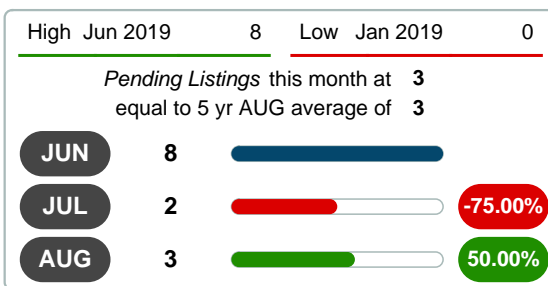 High Jun 2019 8 Low Jan 2019 0
Pending Listings this month at 3
equal to 5 yr AUG average of 3
JUN 8
JUL 2 -75.00%
AUG 3 50.00%